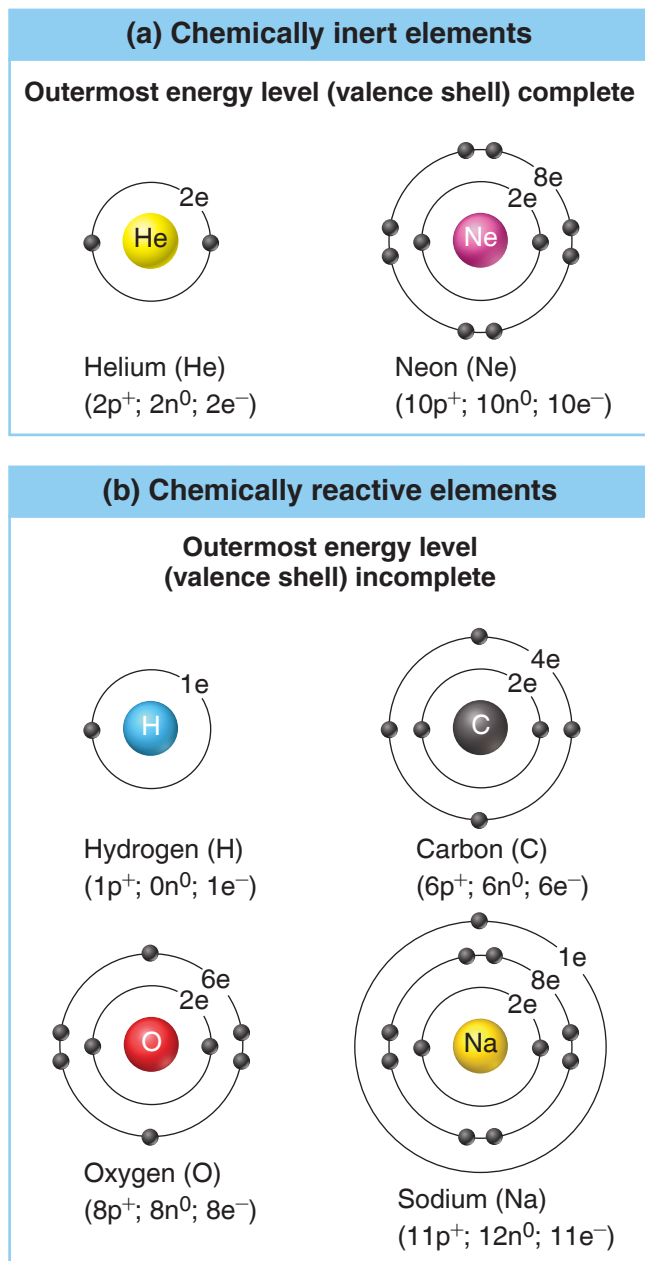 (a) Chemically inert elements
Outermost energy level (valence shell) complete
8e
2e
2e
He
Ne
Helium (He)
Neon (Ne)
(2p⁺; 2n⁰; 2e⁻)
(10p⁺; 10n⁰; 10e⁻)
(b) Chemically reactive elements
Outermost energy level
(valence shell) incomplete
4e
1e
2e
H
C
Hydrogen (H)
Carbon (C)
(1p⁺; 0n⁰; 1e⁻)
(6p⁺; 6n⁰; 6e⁻)
1e
6e
8e
2e
2e
O
Na
Oxygen (O)
Sodium (Na)
(8p⁺; 8n⁰; 8e⁻)
(11p⁺; 12n⁰; 11e⁻)